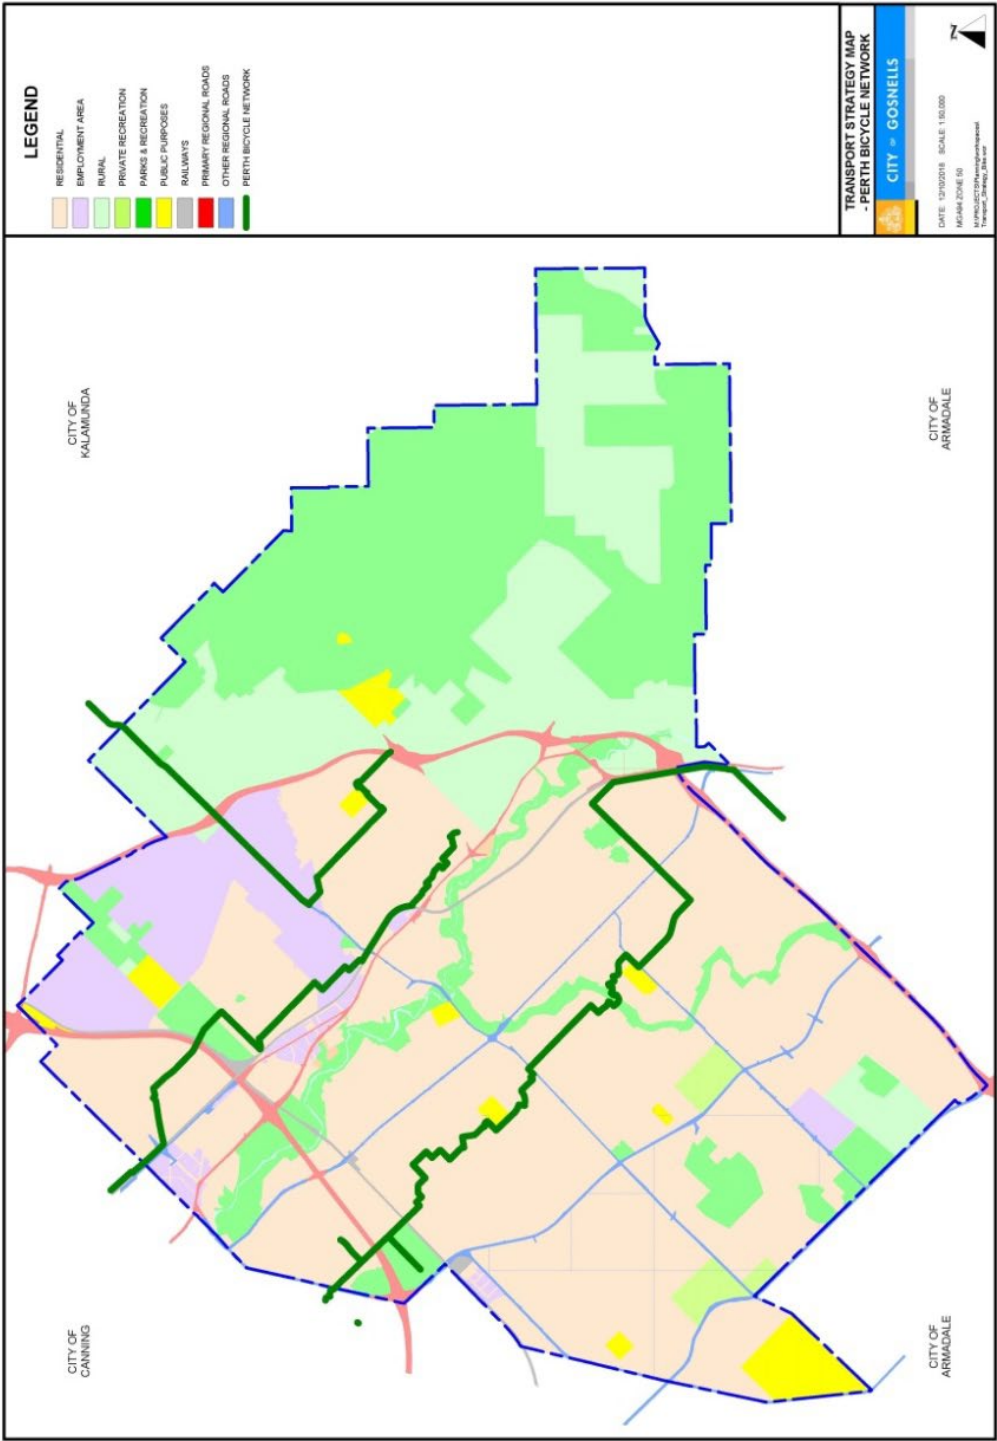 LEGEND
RESIDENTIAL
EMPLOYMENT AREA
RURAL
PRIVATE RECREATION
PARKS & RECREATION
PUBLIC PURPOSES
RAILWAYS
PRIMARY REGIONAL ROADS
OTHER REGIONAL ROADS
PERTH BICYCLE NETWORK
TRANSPORT STRATEGY MAP
- PERTH BICYCLE NETWORK
CITY OF GOSNELLS
DATE: 12/10/2018 SCALE: 1:50,000
MGA94 ZONE 50
Transport_Strategy_Bike.wor
N
CITY OF
KALAMUNDA
CITY OF
ARMADALE
CITY OF
CANNING
CITY OF
ARMADALE